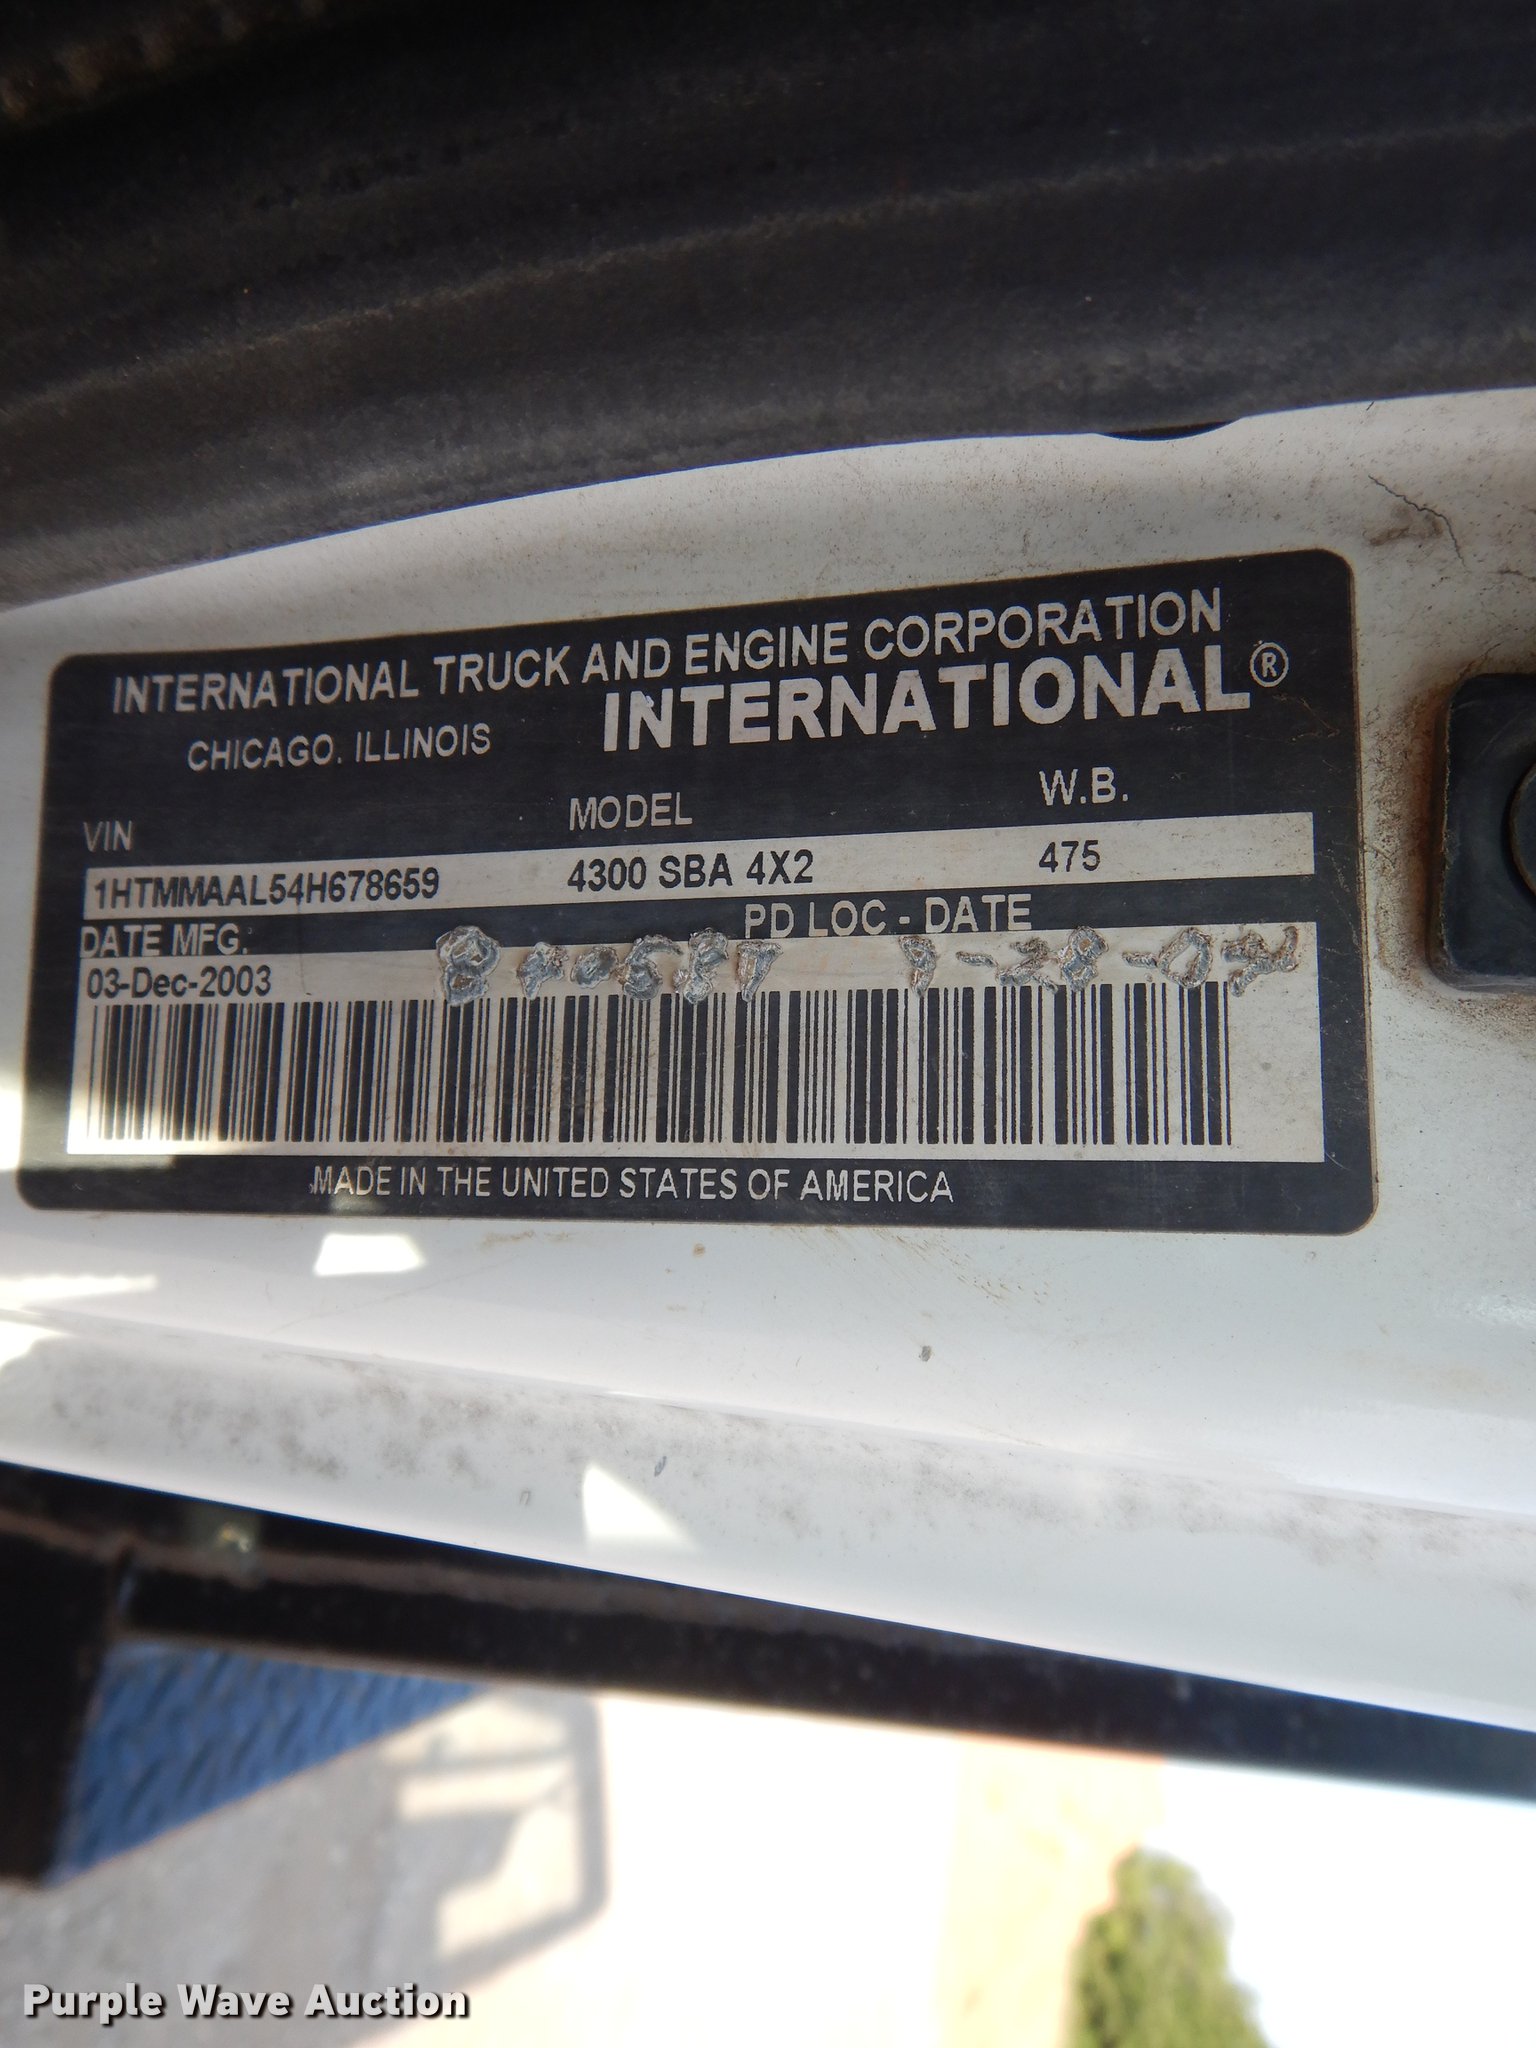 INTERNATIONAL TRUCK AND ENGINE CORPORATION
CHICAGO, ILLINOIS INTERNATIONAL®
VIN MODEL W.B.
1HTMMAAL54H678659 4300 SBA 4X2 475
DATE MFG. PD LOC - DATE
03-Dec-2003
MADE IN THE UNITED STATES OF AMERICA
Purple Wave Auction